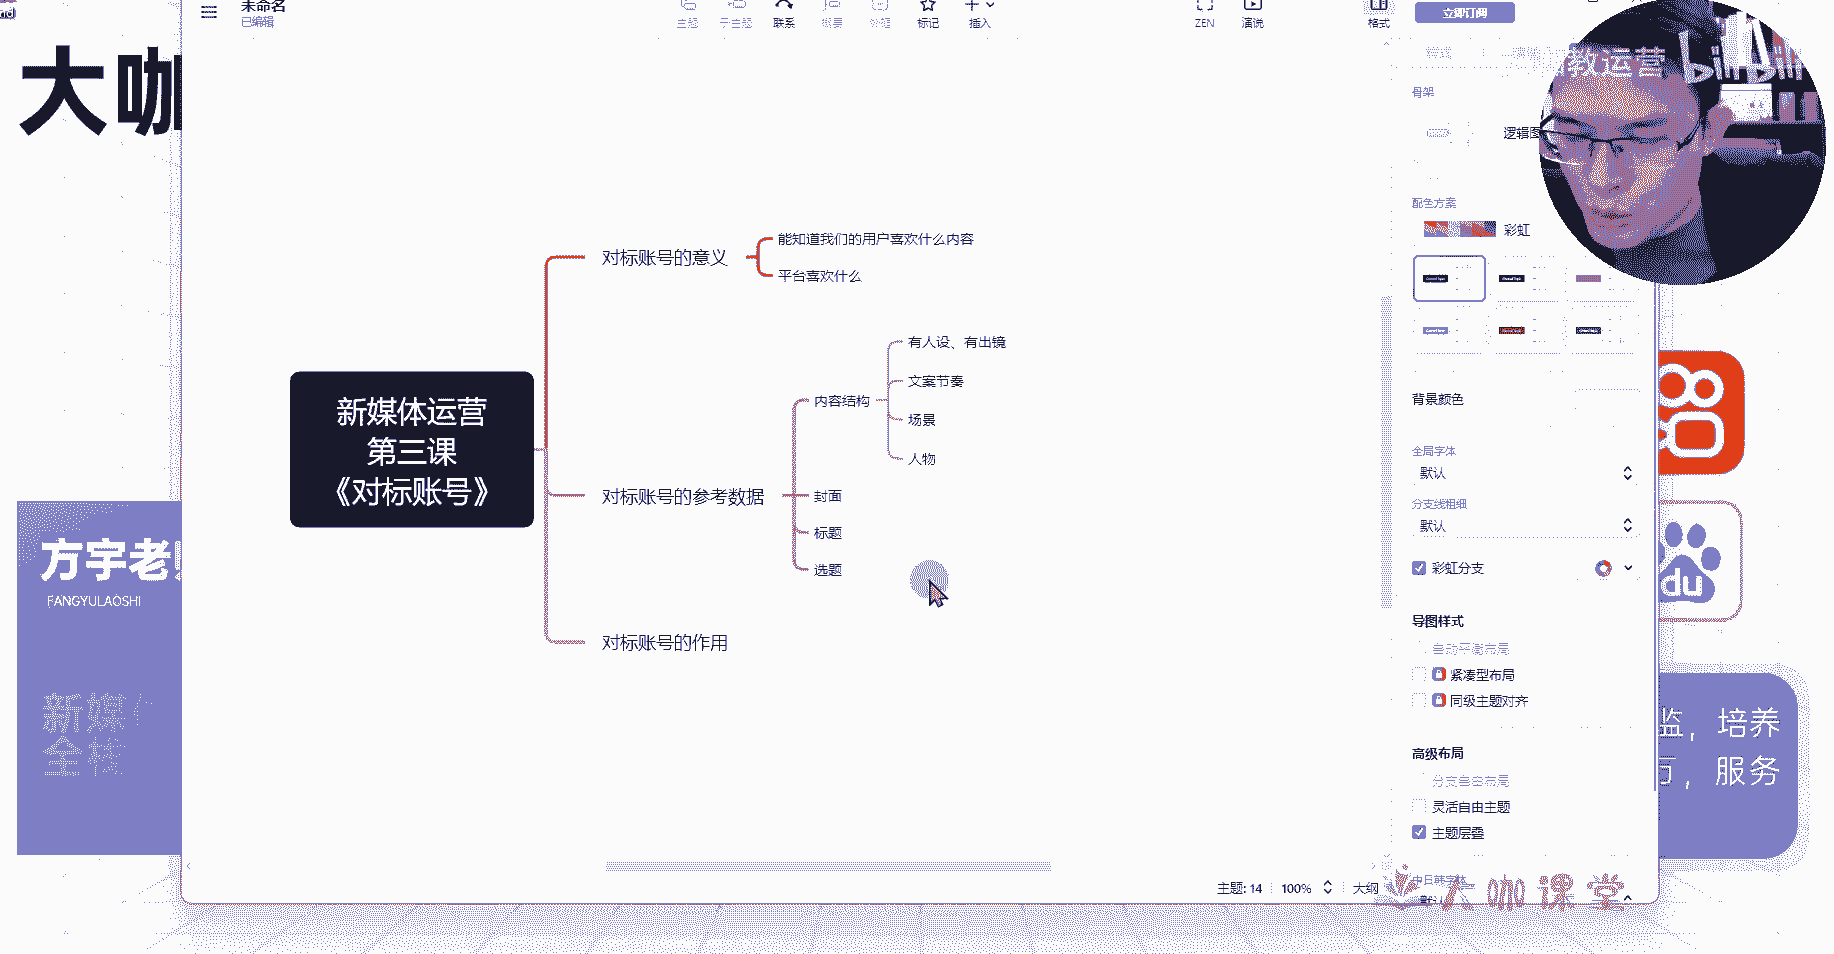 未命名
已编辑
主题
子主题
联系
概要
外框
标记
插入
ZEN
演说
格式
立即订阅
大咖
教运营
bilibili
骨架
逻辑图
配色方案
彩虹
能知道我们的用户喜欢什么内容
对标账号的意义
平台喜欢什么
有人设、有出镜
文案节奏
内容结构
场景
人物
新媒体运营
第三课
《对标账号》
对标账号的参考数据
封面
标题
选题
对标账号的作用
背景颜色
全局字体
默认
分支线粗细
默认
彩虹分支
导图样式
自动平衡布局
紧凑型布局
同级主题对齐
高级布局
分支自由布局
灵活自由主题
主题层叠
中日韩字体
默认
方宇老
FANGYULAOSHI
新媒
全栈
du
监，培养
万，服务
主题: 14
100%
大纲
大咖课堂